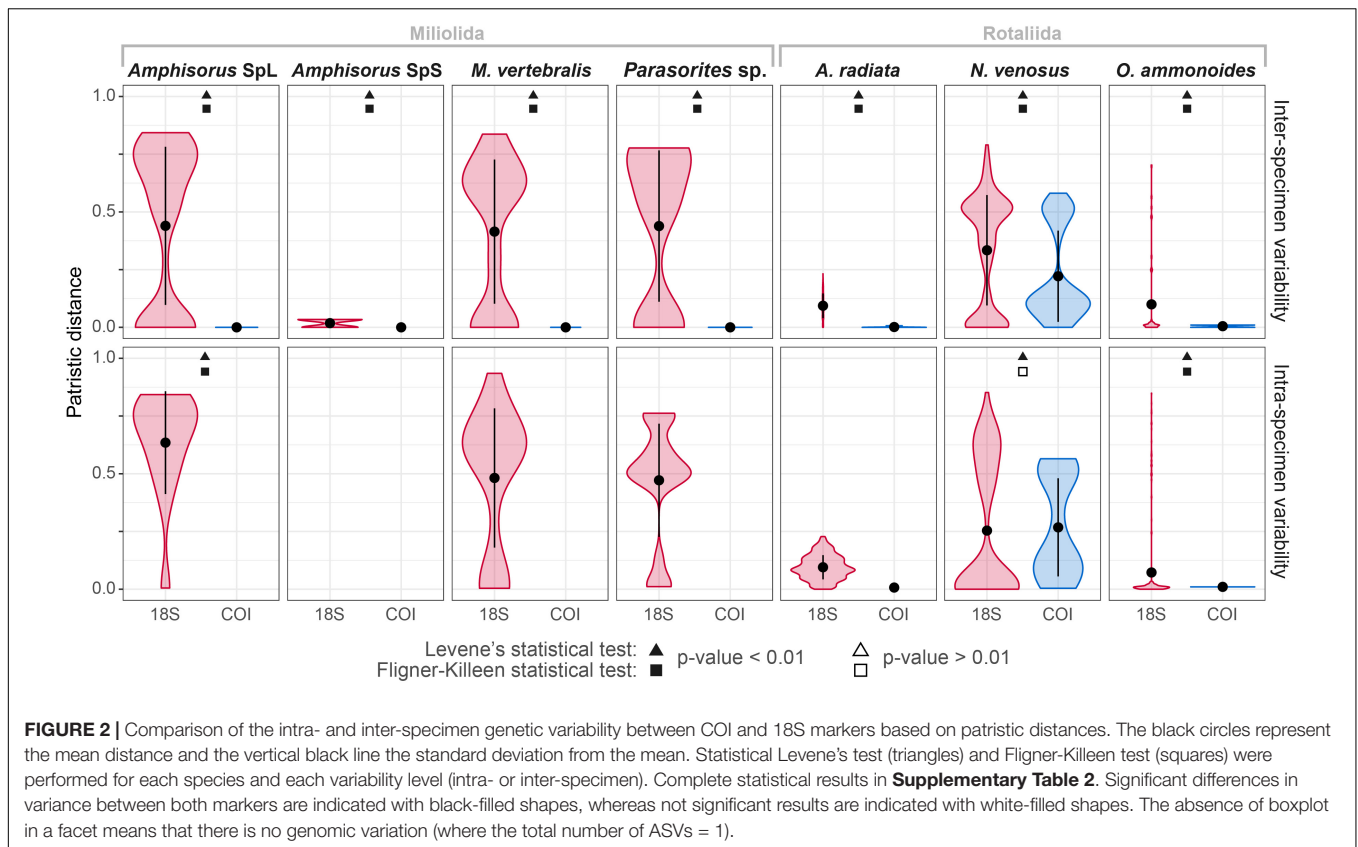 Miliolida Rotaliida
Amphisorus SpL Amphisorus SpS M. vertebralis Parasorites sp. A. radiata N. venosus O. ammonoides
1.0
0.5
0.0
Inter-specimen variability
Patristic distance
1.0
0.5
0.0
Intra-specimen variability
18S COI 18S COI 18S COI 18S COI 18S COI 18S COI 18S COI
Levene's statistical test: ▲ p-value < 0.01 △ p-value > 0.01
Fligner-Killeen statistical test: ■ □
FIGURE 2 | Comparison of the intra- and inter-specimen genetic variability between COI and 18S markers based on patristic distances. The black circles represent
the mean distance and the vertical black line the standard deviation from the mean. Statistical Levene's test (triangles) and Fligner-Killeen test (squares) were
performed for each species and each variability level (intra- or inter-specimen). Complete statistical results in Supplementary Table 2. Significant differences in
variance between both markers are indicated with black-filled shapes, whereas not significant results are indicated with white-filled shapes. The absence of boxplot
in a facet means that there is no genomic variation (where the total number of ASVs = 1).